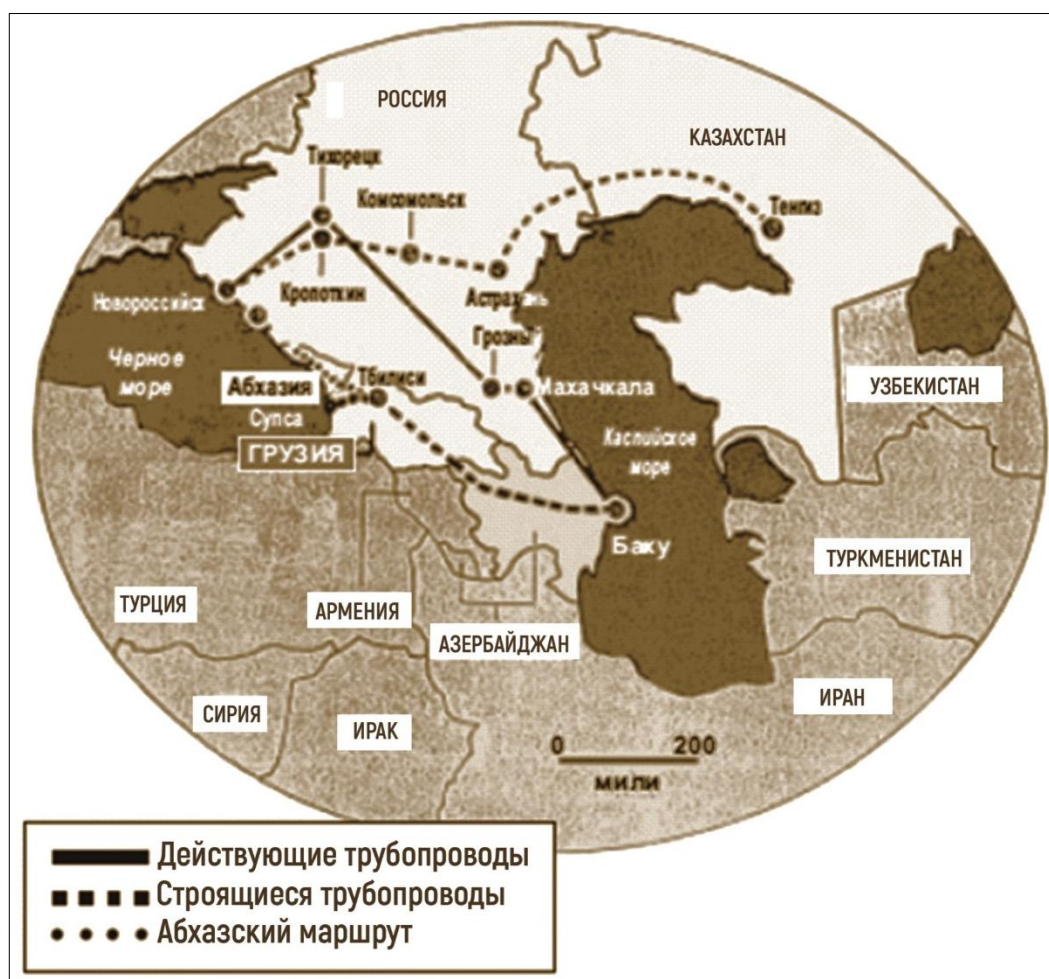 РОССИЯ
КАЗАХСТАН
Тихорецк
Комсомольск
Тенгиз
Новороссийск
Кропоткин
Астрахань
Грозный
Черное
море
Абхазия
Тбилиси
Махачкала
УЗБЕКИСТАН
Супса
Каспийское
море
ГРУЗИЯ
Баку
ТУРКМЕНИСТАН
ТУРЦИЯ
АРМЕНИЯ
АЗЕРБАЙДЖАН
СИРИЯ
ИРАК
ИРАН
0 200
мили
Действующие трубопроводы
Строящиеся трубопроводы
Абхазский маршрут